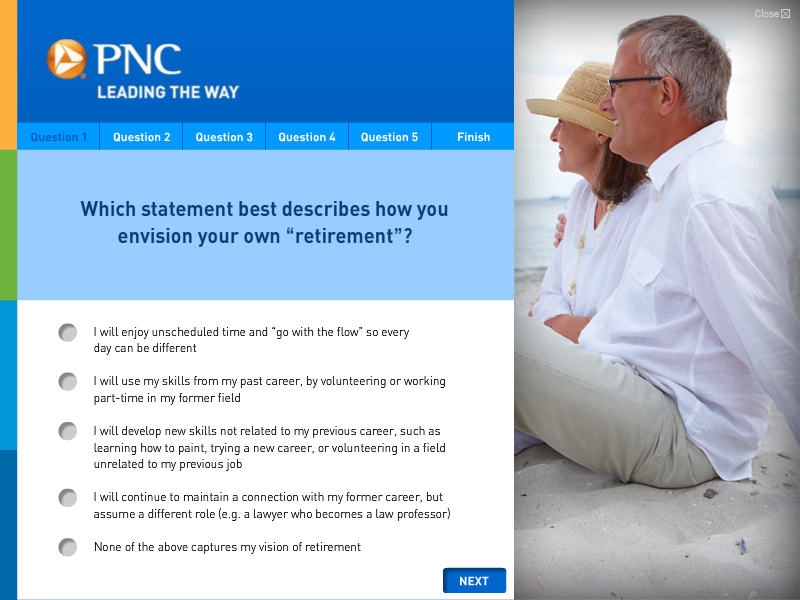 Close
PNC
LEADING THE WAY
Question 1 Question 2 Question 3 Question 4 Question 5 Finish
Which statement best describes how you
envision your own “retirement”?
I will enjoy unscheduled time and “go with the flow” so every
day can be different
I will use my skills from my past career, by volunteering or working
part-time in my former field
I will develop new skills not related to my previous career, such as
learning how to paint, trying a new career, or volunteering in a field
unrelated to my previous job
I will continue to maintain a connection with my former career, but
assume a different role (e.g. a lawyer who becomes a law professor)
None of the above captures my vision of retirement
NEXT